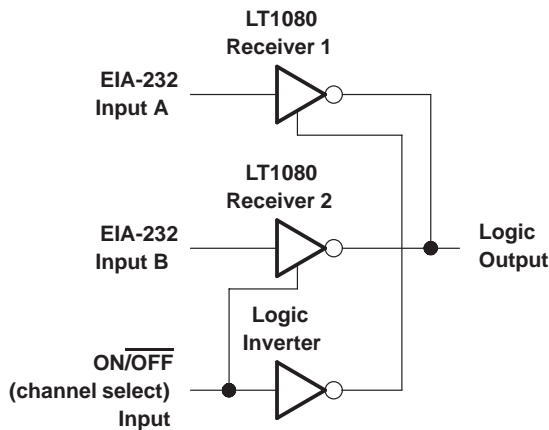 LT1080
Receiver 1
EIA-232
Input A
LT1080
Receiver 2
EIA-232
Input B
Logic
Output
Logic
Inverter
ON/OFF
(channel select)
Input